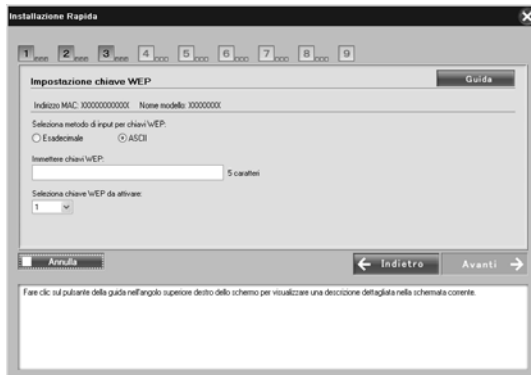 Installazione Rapida
1 2 3 4 5 6 7 8 9
Impostazione chiave WEP
Guida
Indirizzo MAC: XXXXXXXXXXXX Nome modello: XXXXXXXX
Seleziona metodo di input per chiavi WEP:
Esadecimale ASCII
Immettere chiavi WEP:
5 caratteri
Seleziona chiave WEP da attivare:
1
Annulla
Indietro
Avanti
Fare clic sul pulsante della guida nell'angolo superiore destro dello schermo per visualizzare una descrizione dettagliata nella schermata corrente.